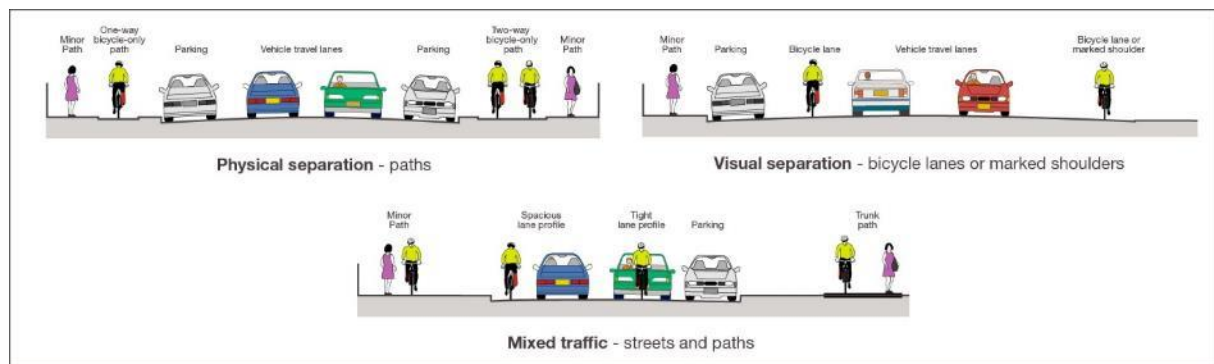 Minor Path
One-way bicycle-only path
Parking
Vehicle travel lanes
Parking
Two-way bicycle-only path
Minor Path
Physical separation - paths
Minor Path
Parking
Bicycle lane
Vehicle travel lanes
Bicycle lane or marked shoulder
Visual separation - bicycle lanes or marked shoulders
Minor Path
Spacious lane profile
Tight lane profile
Parking
Trunk path
Mixed traffic - streets and paths